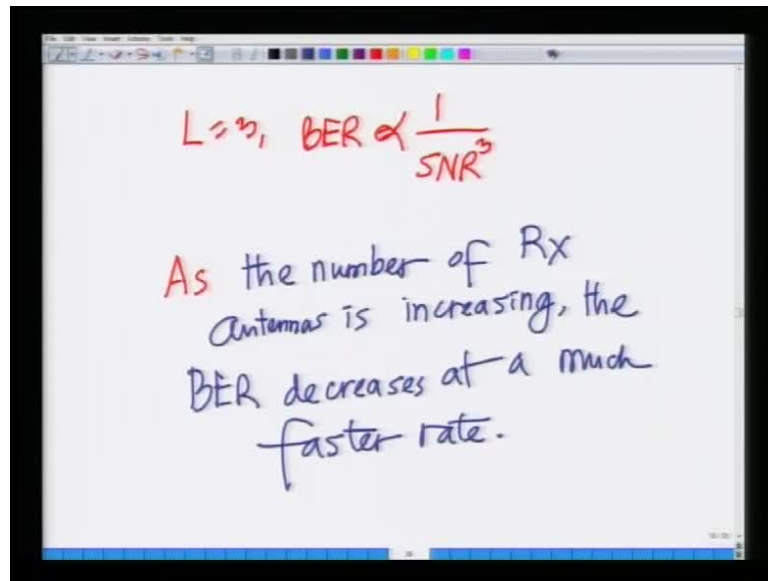 L = 3, BER ∝ 1/SNR³
As the number of Rx
antennas is increasing, the
BER decreases at a much
faster rate.